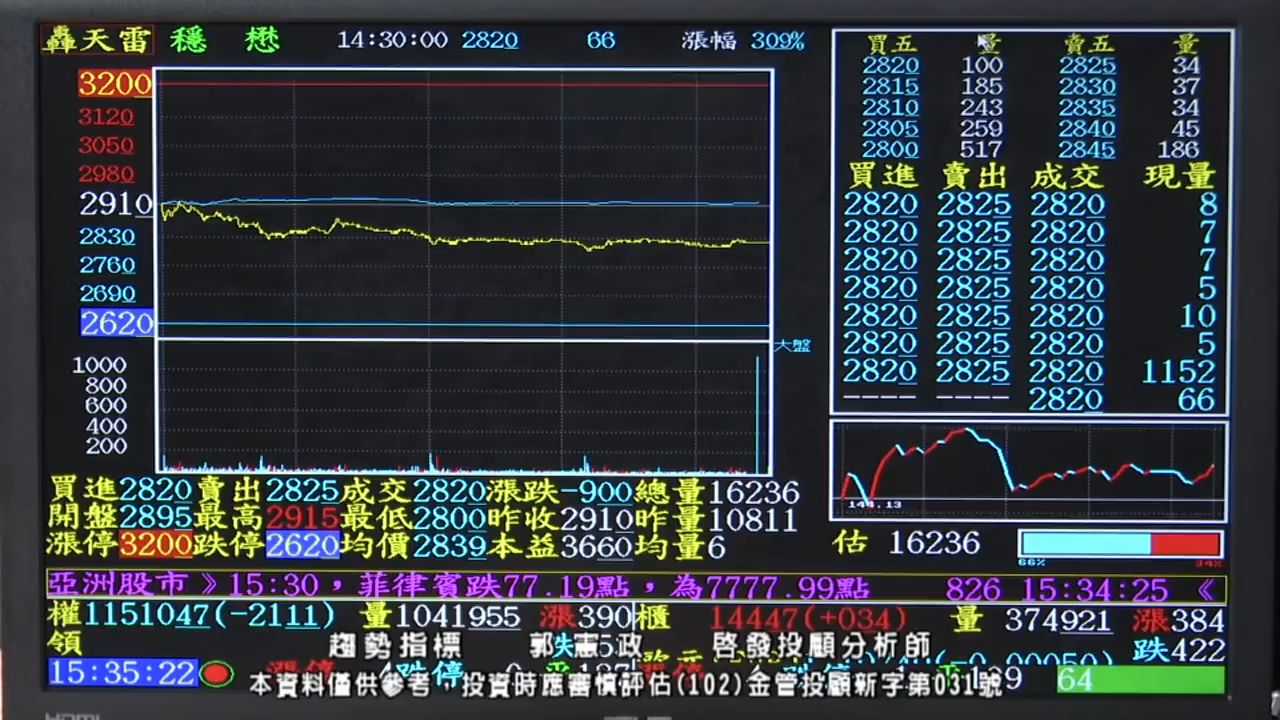 轟天雷 穩 懋 14:30:00 2820 66 漲幅 309%
3200
3120
3050
2980
2910
2830
2760
2690
2620
大盤
1000
800
600
400
200
買五 量 賣五 量
2820 100 2825 34
2815 185 2830 37
2810 243 2835 34
2805 259 2840 45
2800 517 2845 186
買進 賣出 成交 現量
2820 2825 2820 8
2820 2825 2820 7
2820 2825 2820 7
2820 2825 2820 5
2820 2825 2820 10
2820 2825 2820 5
2820 2825 2820 1152
---- ---- 2820 66
買進2820賣出2825成交2820漲跌-900總量16236
開盤2895最高2915最低2800昨收2910昨量10811
漲停3200跌停2620均價2839本益3660均量6
估 16236
66% 34%
亞洲股市 》15:30，菲律賓跌77.19點，為7777.99點 826 15:34:25 《
權1151047(-2111) 量1041955 漲390 櫃 14447(+034) 量 374921 漲384
領 跌422
趨勢指標 郭憲政 啓發投顧分析師
15:35:22 64
本資料僅供參考，投資時應審慎評估(102)金管投顧新字第031號